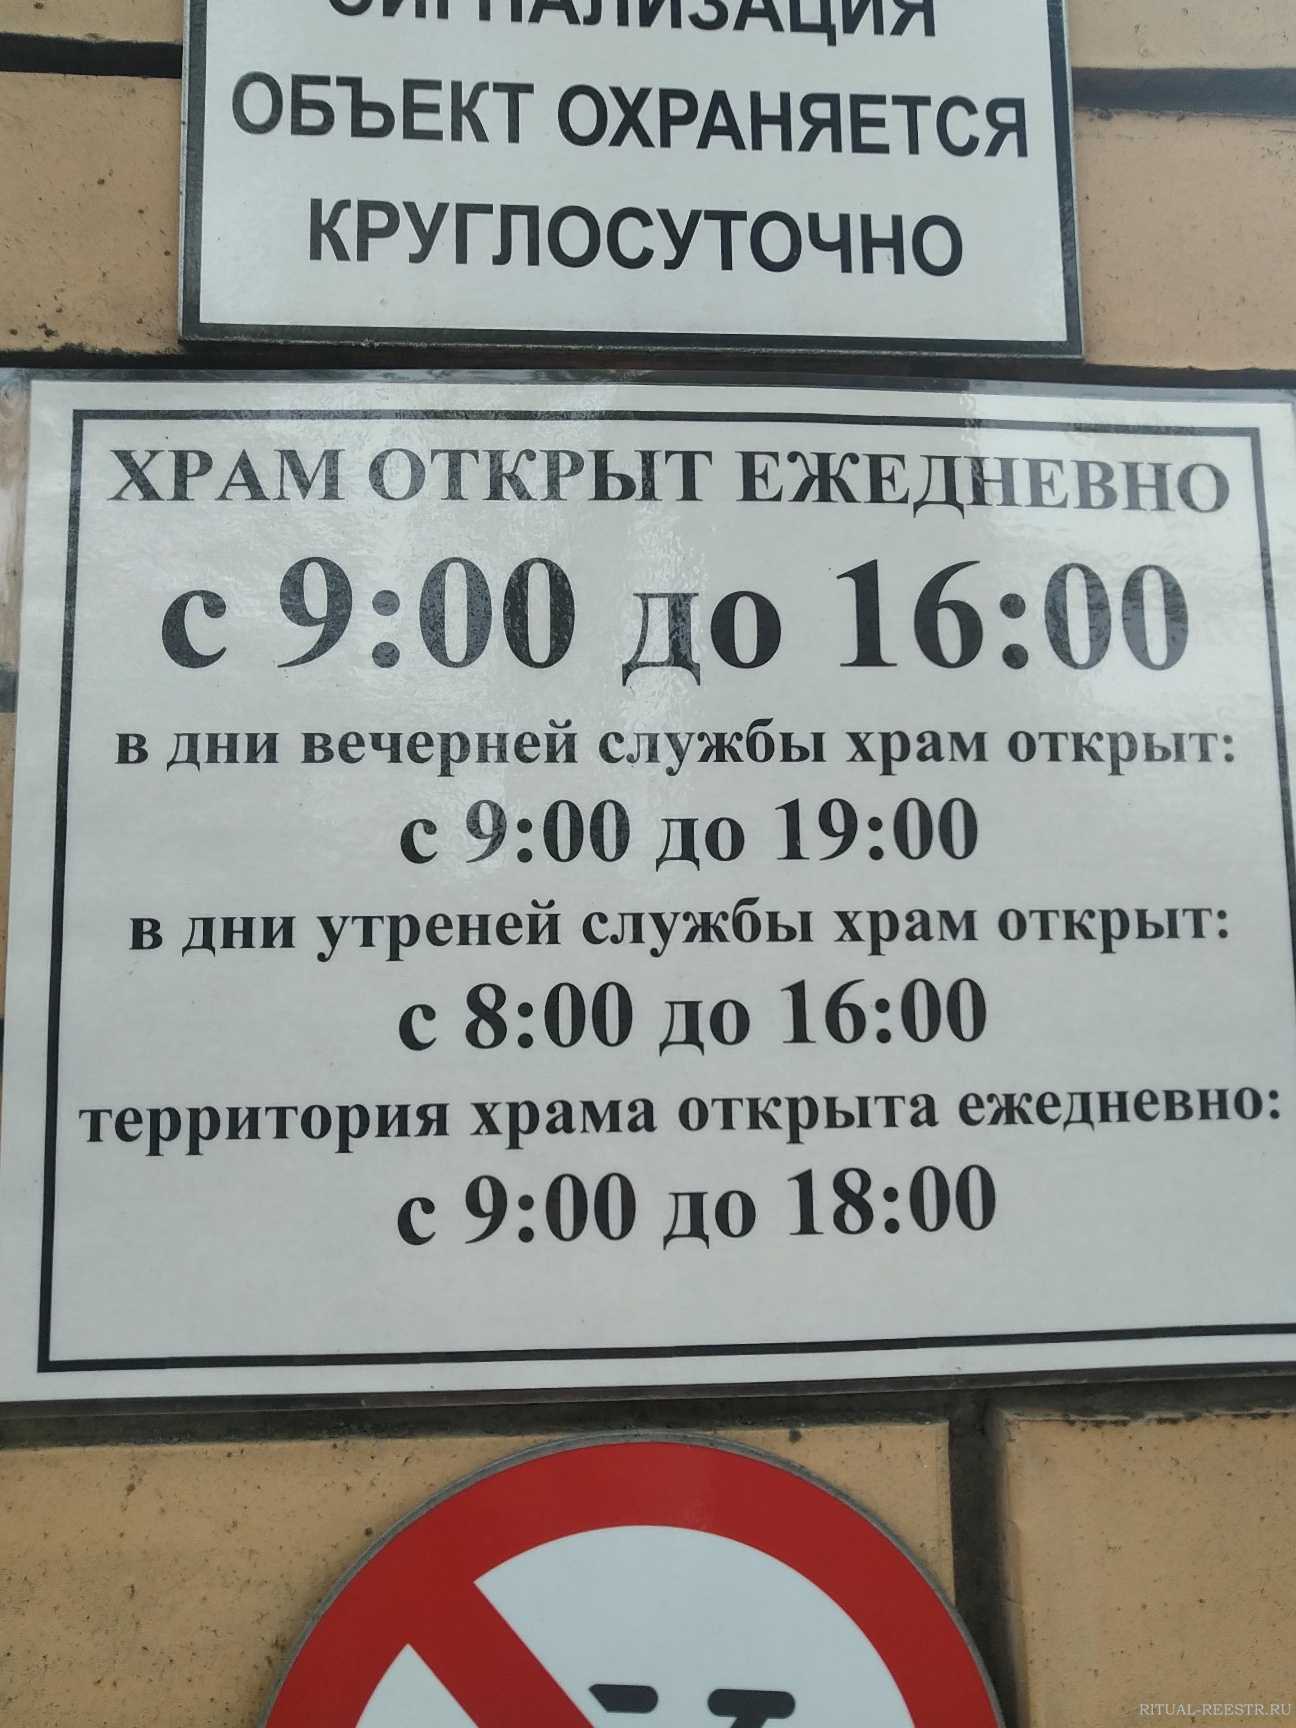 СИГНАЛИЗАЦИЯ
ОБЪЕКТ ОХРАНЯЕТСЯ
КРУГЛОСУТОЧНО
ХРАМ ОТКРЫТ ЕЖЕДНЕВНО
с 9:00 до 16:00
в дни вечерней службы храм открыт:
с 9:00 до 19:00
в дни утреней службы храм открыт:
с 8:00 до 16:00
территория храма открыта ежедневно:
с 9:00 до 18:00
RITUAL-REESTR.RU